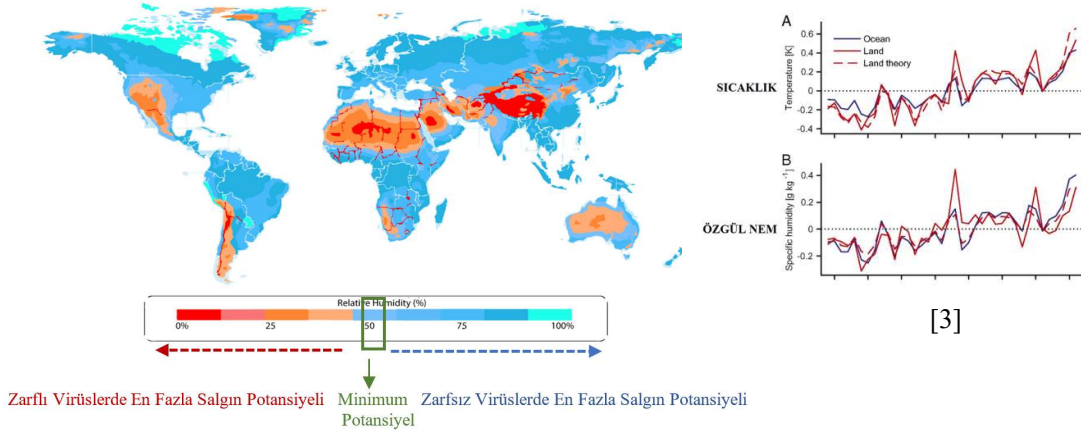 Relative Humidity (%)
0% 25 50 75 100%
Zarflı Virüslerde En Fazla Salgın Potansiyeli
Minimum
Potansiyel
Zarfsız Virüslerde En Fazla Salgın Potansiyeli
SICAKLIK
A
Temperature [K]
0.6
0.4
0.2
0
-0.2
-0.4
Ocean
Land
Land theory
ÖZGÜL NEM
B
Specific humidity [g kg -1]
0.4
0.2
0
-0.2
[3]